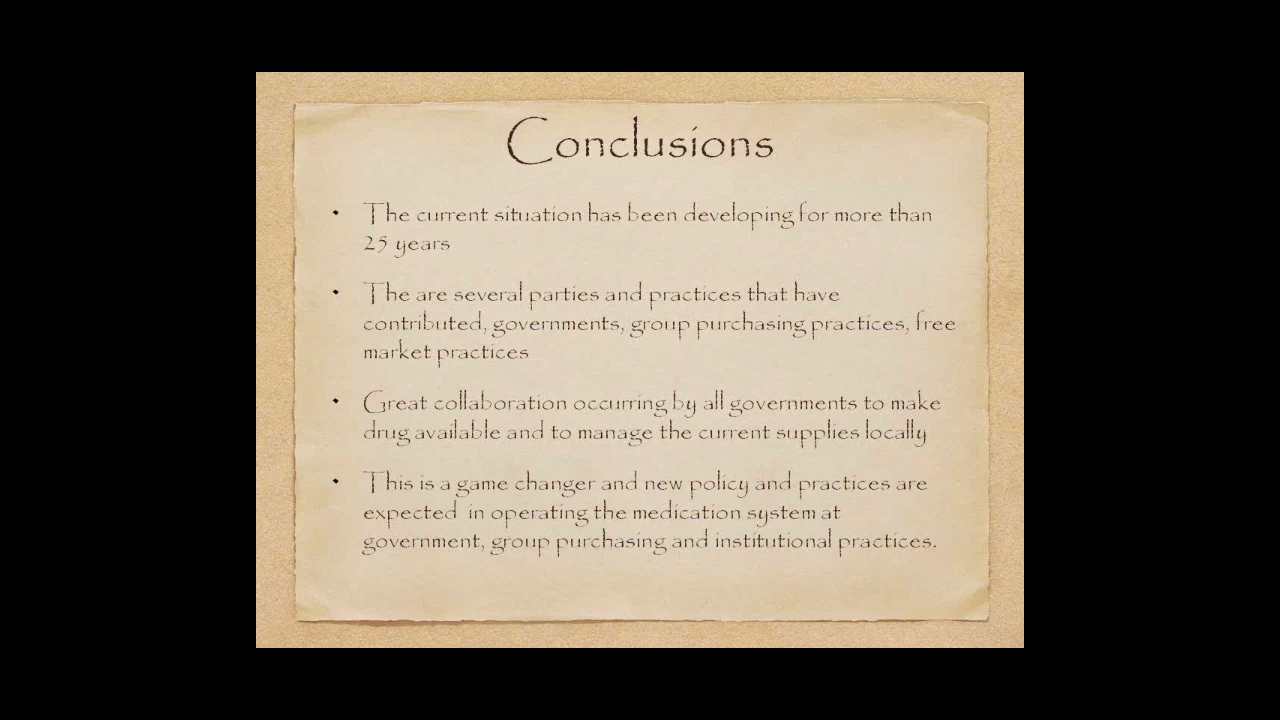 Conclusions
• The current situation has been developing for more than
25 years
• The are several parties and practices that have
contributed, governments, group purchasing practices, free
market practices
• Great collaboration occurring by all governments to make
drug available and to manage the current supplies locally
• This is a game changer and new policy and practices are
expected  in operating the medication system at
government, group purchasing and institutional practices.